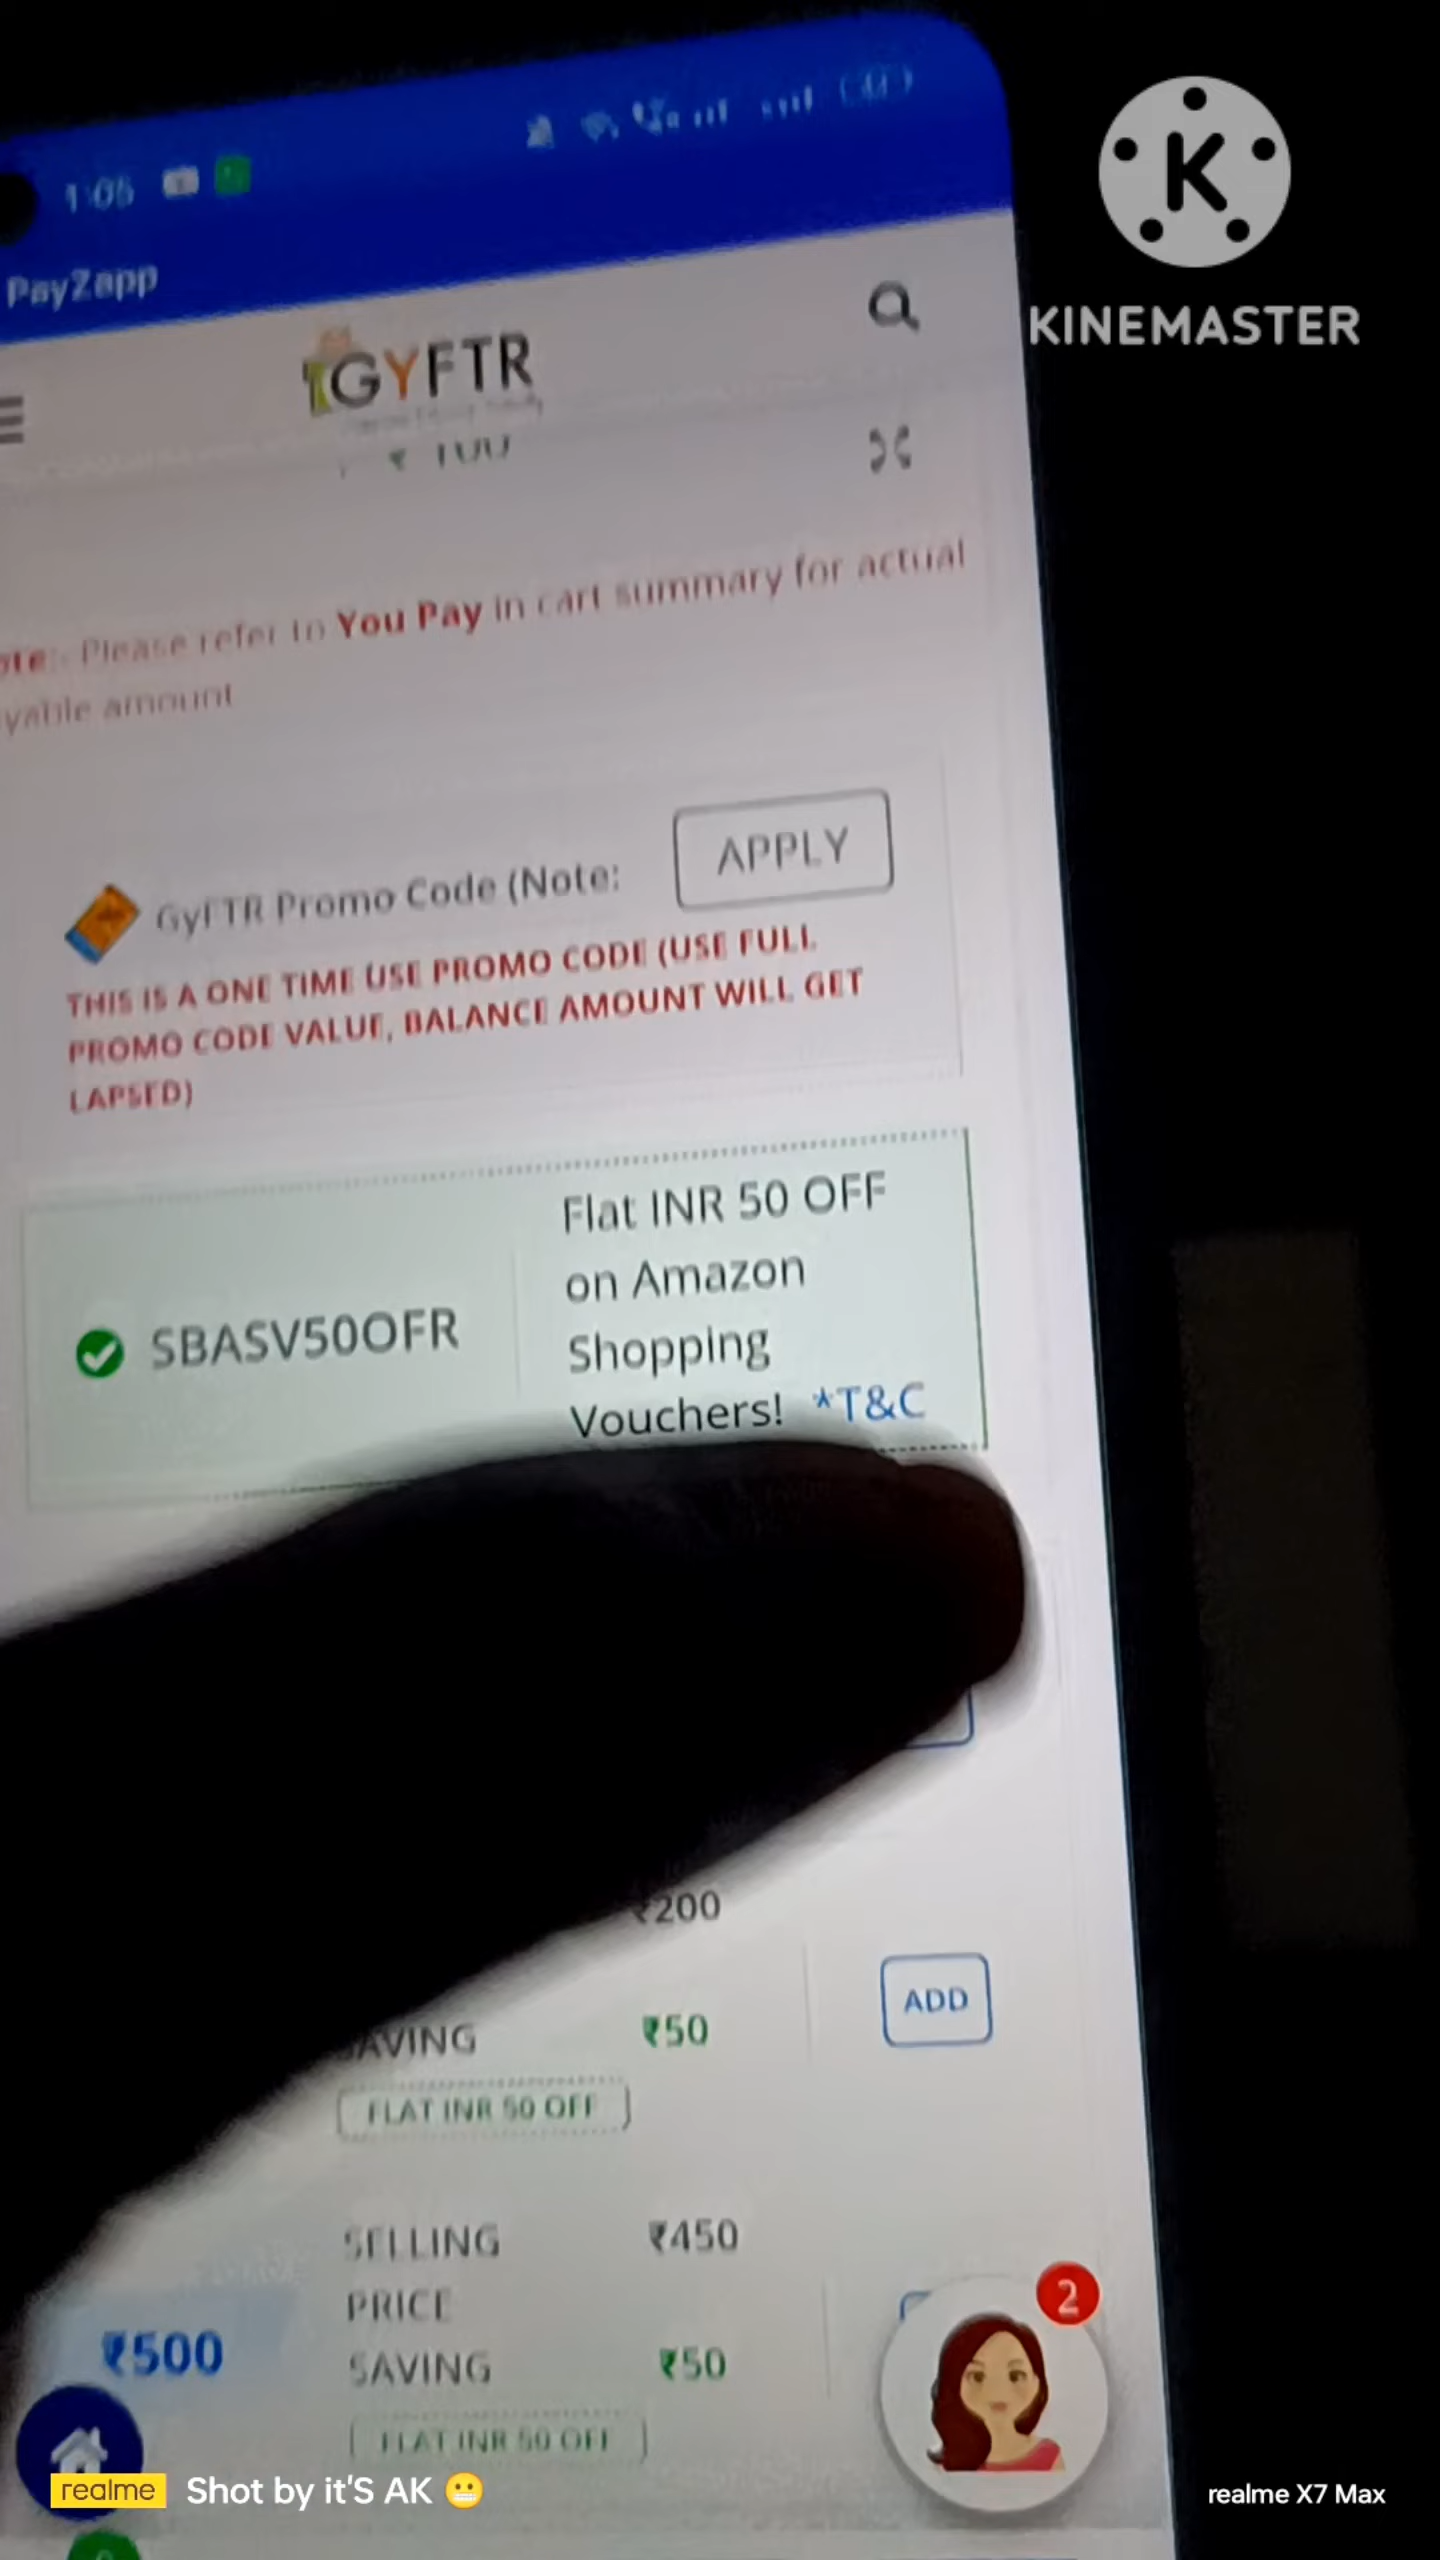 1:05
PayZapp
K
KINEMASTER
GYFTR
₹ 100
Please refer to You Pay in cart summary for actual
amount
GyFTR Promo Code (Note:
APPLY
THIS IS A ONE TIME USE PROMO CODE (USE FULL
PROMO CODE VALUE, BALANCE AMOUNT WILL GET
LAPSED)
SBASV50OFR
Flat INR 50 OFF
on Amazon
Shopping
Vouchers! *T&C
₹200
ADD
₹50
FLAT INR 50 OFF
SELLING
PRICE
₹450
₹500
SAVING
₹50
FLAT INR 50 OFF
2
realme Shot by it'S AK 😬
realme X7 Max